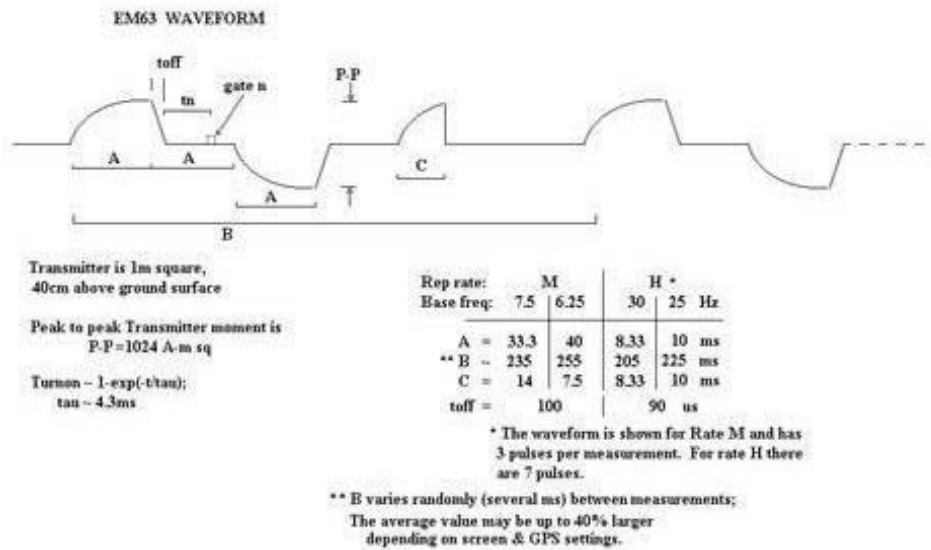 EM63 WAVEFORM
toff
gate n
tn
P-P
A A
C
A
B
Transmitter is 1m square,
40cm above ground surface
Peak to peak Transmitter moment is
P-P=1024 A-m sq
Turnon ~ 1-exp(-t/tau);
tau ~ 4.3ms
Rep rate: M H *
Base freq: 7.5 6.25 30 25 Hz
A = 33.3 40 8.33 10 ms
** B ~ 235 255 205 225 ms
C = 14 7.5 8.33 10 ms
toff = 100 90 us
* The waveform is shown for Rate M and has
3 pulses per measurement. For rate H there
are 7 pulses.
** B varies randomly (several ms) between measurements;
The average value may be up to 40% larger
depending on screen & GPS settings.